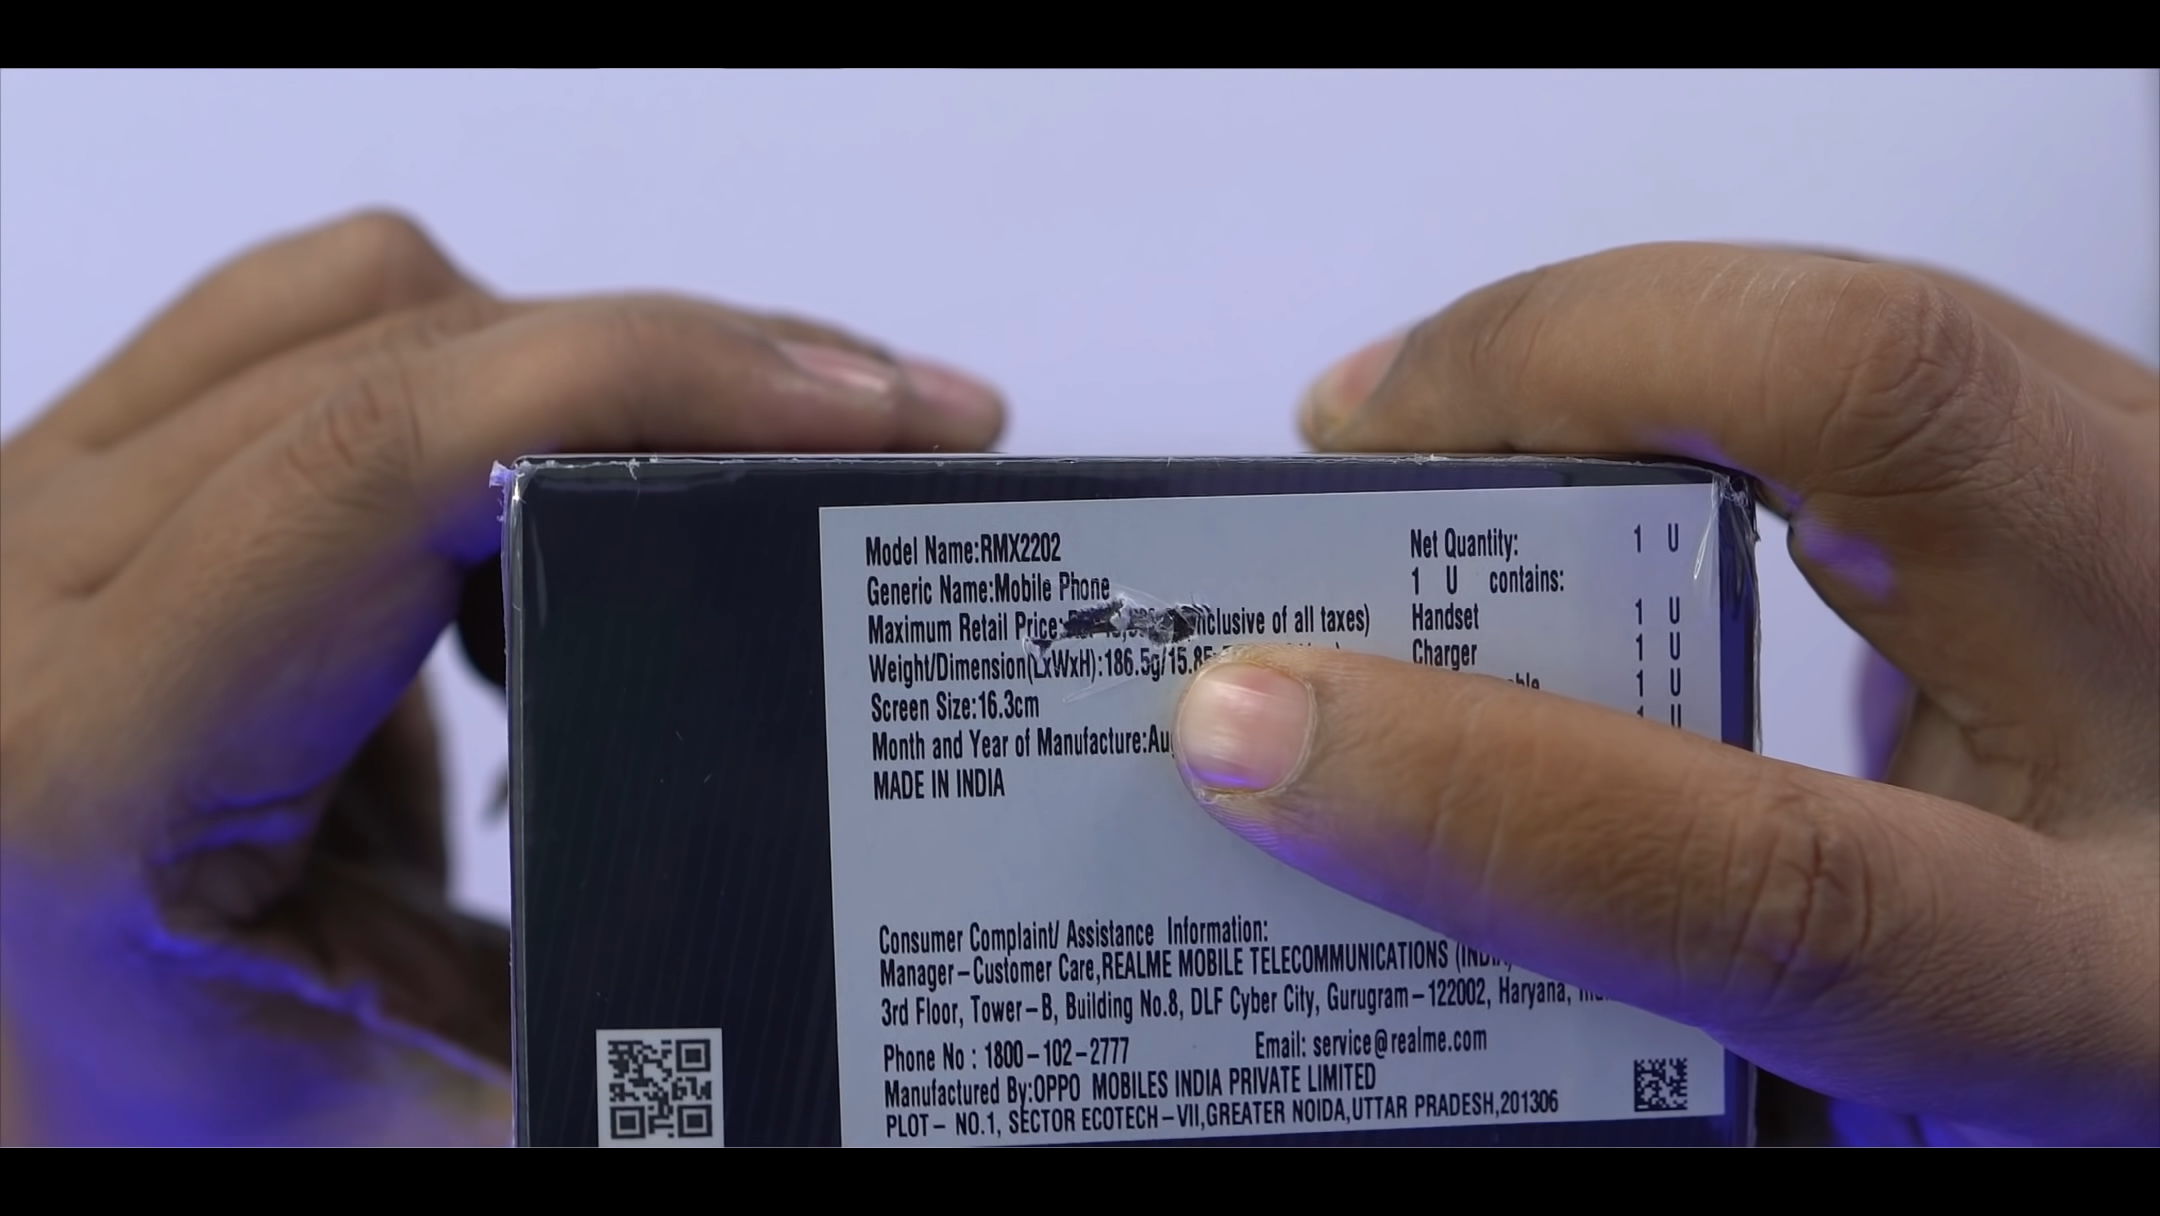 Model Name:RMX2202
Generic Name:Mobile Phone
Maximum Retail Price: inclusive of all taxes)
Weight/Dimension(LxWxH):186.5g/15.85
Screen Size:16.3cm
Month and Year of Manufacture:Aug
MADE IN INDIA
Net Quantity: 1 U
1 U contains:
Handset 1 U
Charger 1 U
1 U
1 U
Consumer Complaint/ Assistance Information:
Manager-Customer Care,REALME MOBILE TELECOMMUNICATIONS
3rd Floor, Tower-B, Building No.8, DLF Cyber City, Gurugram-122002, Haryana,
Phone No : 1800-102-2777 Email: service@realme.com
Manufactured By:OPPO MOBILES INDIA PRIVATE LIMITED
PLOT- NO.1, SECTOR ECOTECH-VII,GREATER NOIDA,UTTAR PRADESH,201306